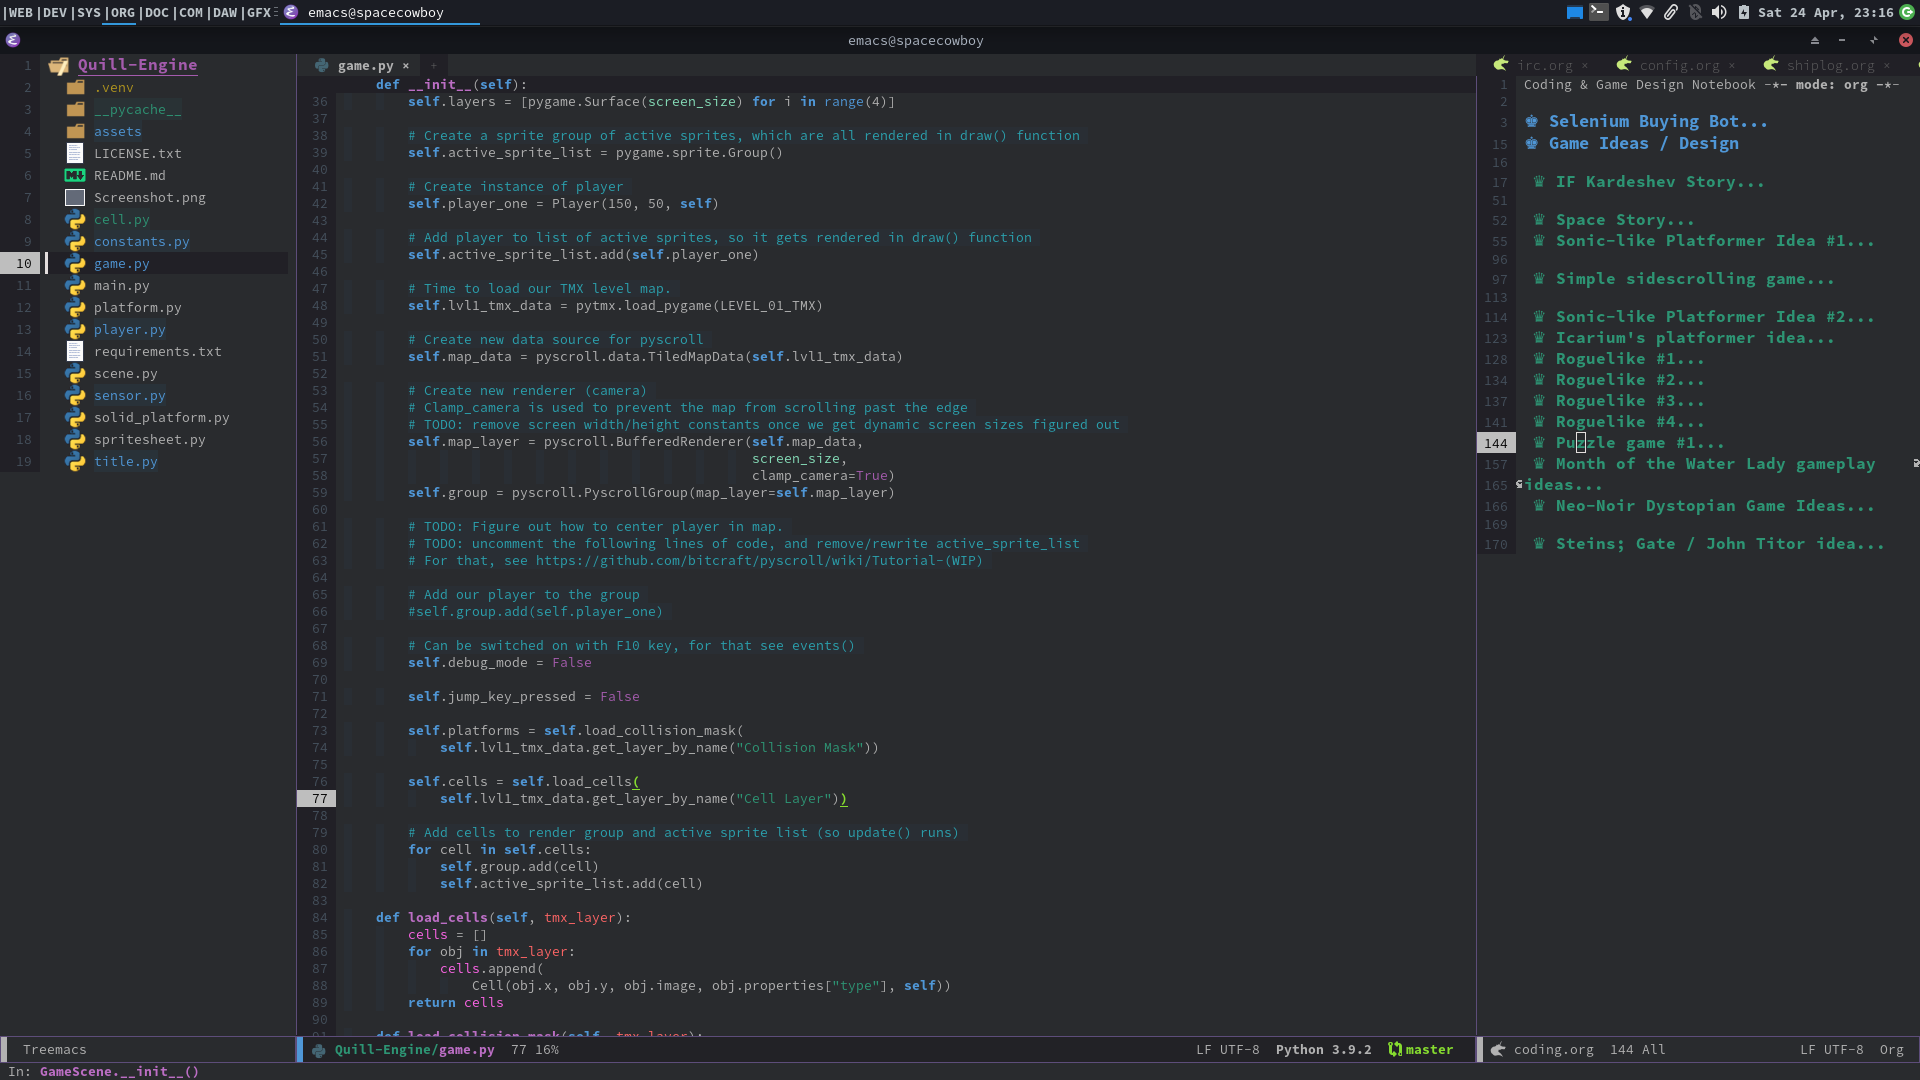 |WEB|DEV|SYS|ORG|DOC|COM|DAW|GFX emacs@spacecowboy
Sat 24 Apr, 23:16
emacs@spacecowboy
1 Quill-Engine
2 .venv
3 __pycache__
4 assets
5 LICENSE.txt
6 README.md
7 Screenshot.png
8 cell.py
9 constants.py
10 game.py
11 main.py
12 platform.py
13 player.py
14 requirements.txt
15 scene.py
16 sensor.py
17 solid_platform.py
18 spritesheet.py
19 title.py
Treemacs
game.py × +
def __init__(self):
36 self.layers = [pygame.Surface(screen_size) for i in range(4)]
37
38 # Create a sprite group of active sprites, which are all rendered in draw() function
39 self.active_sprite_list = pygame.sprite.Group()
40
41 # Create instance of player
42 self.player_one = Player(150, 50, self)
43
44 # Add player to list of active sprites, so it gets rendered in draw() function
45 self.active_sprite_list.add(self.player_one)
46
47 # Time to load our TMX level map.
48 self.lvl1_tmx_data = pytmx.load_pygame(LEVEL_01_TMX)
49
50 # Create new data source for pyscroll
51 self.map_data = pyscroll.data.TiledMapData(self.lvl1_tmx_data)
52
53 # Create new renderer (camera)
54 # Clamp_camera is used to prevent the map from scrolling past the edge
55 # TODO: remove screen width/height constants once we get dynamic screen sizes figured out
56 self.map_layer = pyscroll.BufferedRenderer(self.map_data,
57 screen_size,
58 clamp_camera=True)
59 self.group = pyscroll.PyscrollGroup(map_layer=self.map_layer)
60
61 # TODO: Figure out how to center player in map.
62 # TODO: uncomment the following lines of code, and remove/rewrite active_sprite_list
63 # For that, see https://github.com/bitcraft/pyscroll/wiki/Tutorial-(WIP)
64
65 # Add our player to the group
66 #self.group.add(self.player_one)
67
68 # Can be switched on with F10 key, for that see events()
69 self.debug_mode = False
70
71 self.jump_key_pressed = False
72
73 self.platforms = self.load_collision_mask(
74 self.lvl1_tmx_data.get_layer_by_name("Collision Mask"))
75
76 self.cells = self.load_cells(
77 self.lvl1_tmx_data.get_layer_by_name("Cell Layer"))
78
79 # Add cells to render group and active sprite list (so update() runs)
80 for cell in self.cells:
81 self.group.add(cell)
82 self.active_sprite_list.add(cell)
83
84 def load_cells(self, tmx_layer):
85 cells = []
86 for obj in tmx_layer:
87 cells.append(
88 Cell(obj.x, obj.y, obj.image, obj.properties["type"], self))
89 return cells
90
91 def load_collision_mask(self, tmx_layer):
Quill-Engine/game.py 77 16% LF UTF-8 Python 3.9.2 master
irc.org × config.org × shiplog.org ×
1 Coding & Game Design Notebook -*- mode: org -*-
2
3 Selenium Buying Bot...
15 Game Ideas / Design
16
17 IF Kardeshev Story...
51
52 Space Story...
55 Sonic-like Platformer Idea #1...
96
97 Simple sidescrolling game...
113
114 Sonic-like Platformer Idea #2...
123 Icarium's platformer idea...
128 Roguelike #1...
134 Roguelike #2...
137 Roguelike #3...
141 Roguelike #4...
144 Puzzle game #1...
157 Month of the Water Lady gameplay
165 ideas...
166 Neo-Noir Dystopian Game Ideas...
169
170 Steins; Gate / John Titor idea...
coding.org 144 All LF UTF-8 Org
In: GameScene.__init__()